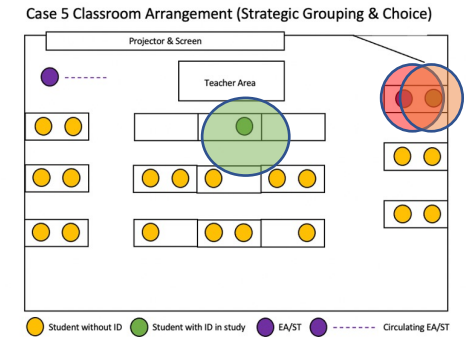 Case 5 Classroom Arrangement (Strategic Grouping & Choice)
Projector & Screen
Teacher Area
Student without ID
Student with ID in study
EA/ST
Circulating EA/ST